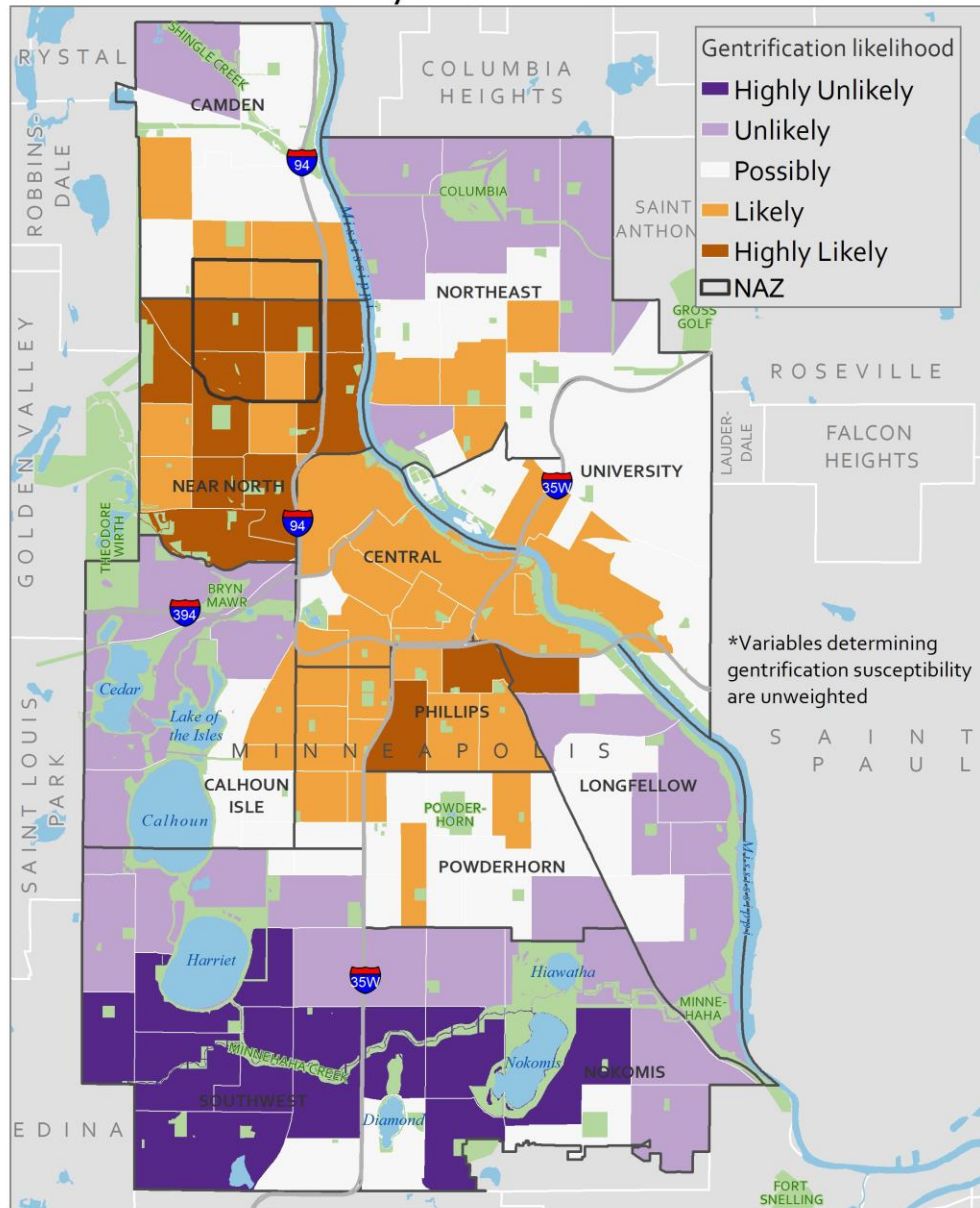 RYSTAL
SHINGLE CREEK
CAMDEN
COLUMBIA
HEIGHTS
Gentrification likelihood
Highly Unlikely
Unlikely
Possibly
Likely
Highly Likely
NAZ
ROBBINS-
DALE
94
COLUMBIA
SAINT
ANTHON
Mississippi
NORTHEAST
GROSS
GOLF
GOLDEN VALLLEY
ROSEVILLE
LAUDER-
DALE
FALCON
HEIGHTS
UNIVERSITY
35W
NEAR NORTH
94
THEODORE
WIRTH
CENTRAL
BRYN
MAWR
394
*Variables determining
gentrification susceptibility
are unweighted
Cedar
Lake of
the Isles
PHILLIPS
MINNEAPOLIS
SAINT
PAUL
SAINT LOUIS
PARK
CALHOUN
ISLE
LONGFELLOW
Calhoun
POWDER-
HORN
POWDERHORN
Mississippi
Harriet
35W
Hiawatha
MINNE-
HAHA
MINNEHAHA CREEK
Nokomis
NOKOMIS
SOUTHWEST
Diamond
EDINA
FORT
SNELLING